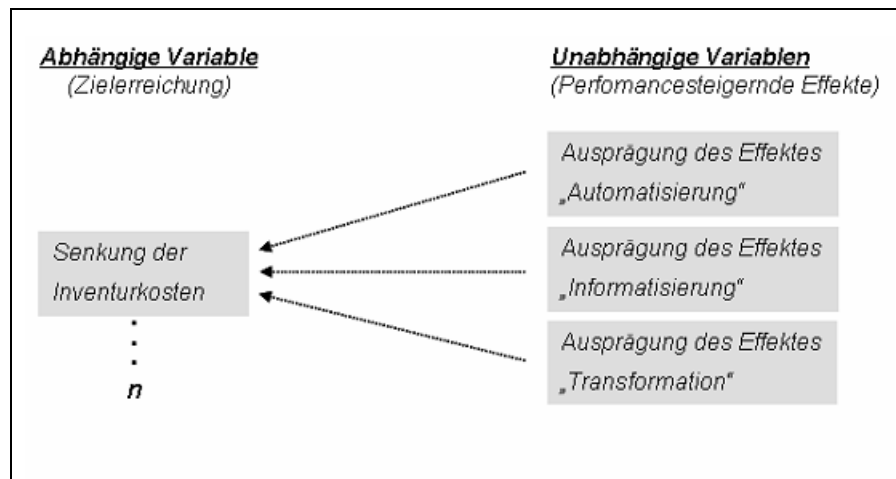 Abhängige Variable
(Zielerreichung)
Senkung der
Inventurkosten
n
Unabhängige Variablen
(Perfomancesteigernde Effekte)
Ausprägung des Effektes
„Automatisierung“
Ausprägung des Effektes
„Informatisierung“
Ausprägung des Effektes
„Transformation“